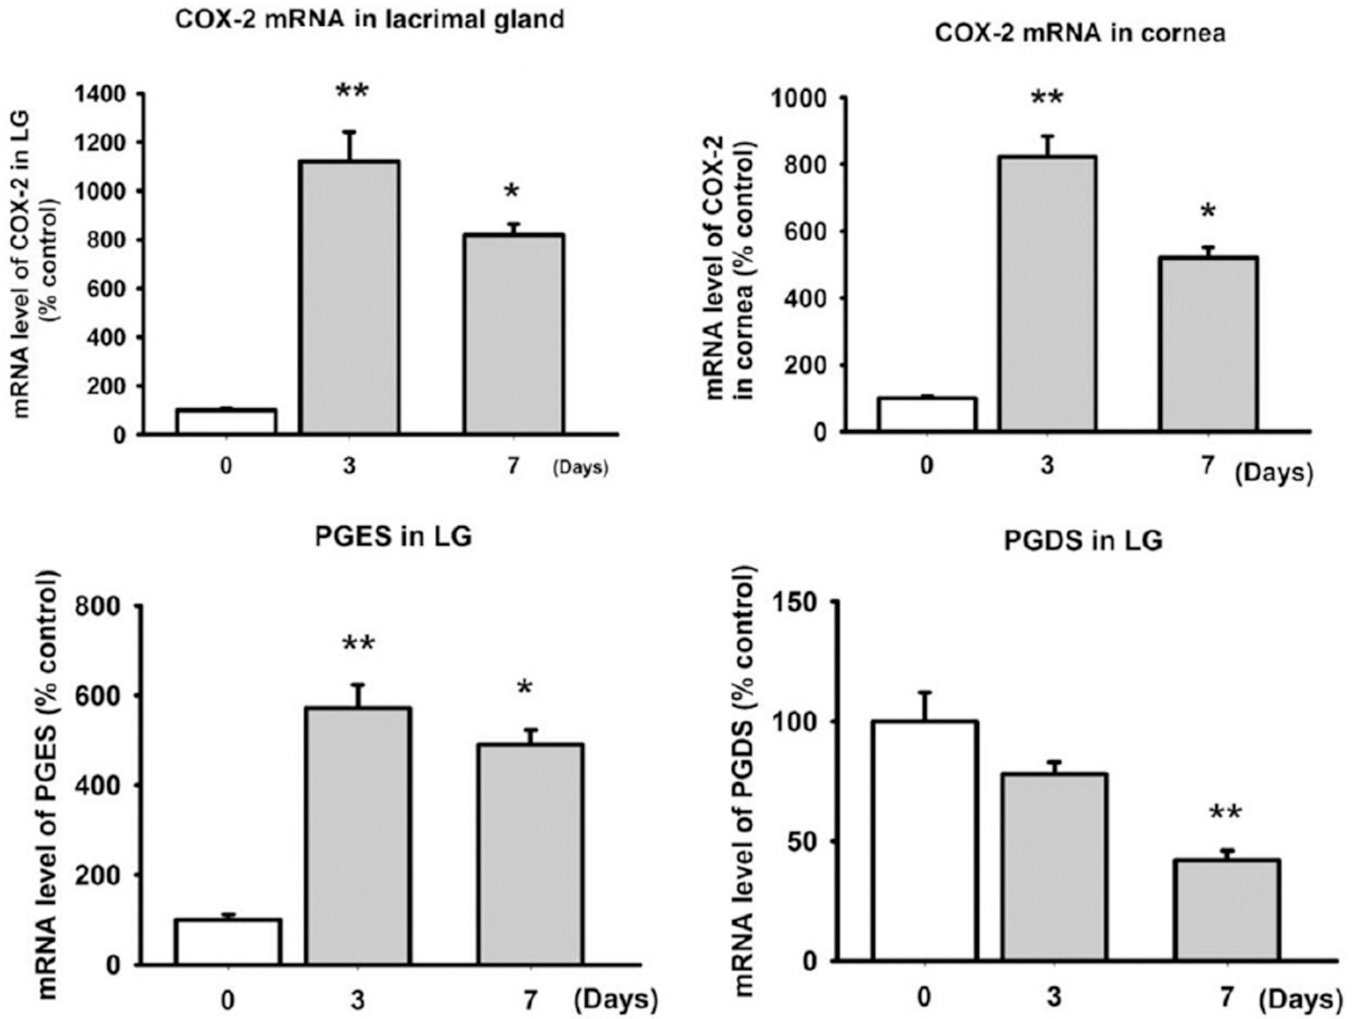 COX-2 mRNA in lacrimal gland
mRNA level of COX-2 in LG
(% control)
1400
1200
1000
800
600
400
200
0
**
*
0 3 7 (Days)
COX-2 mRNA in cornea
mRNA level of COX-2
in cornea (% control)
1000
800
600
400
200
0
**
*
0 3 7 (Days)
PGES in LG
mRNA level of PGES (% control)
800
600
400
200
0
**
*
0 3 7 (Days)
PGDS in LG
mRNA level of PGDS (% control)
150
100
50
0
**
0 3 7 (Days)